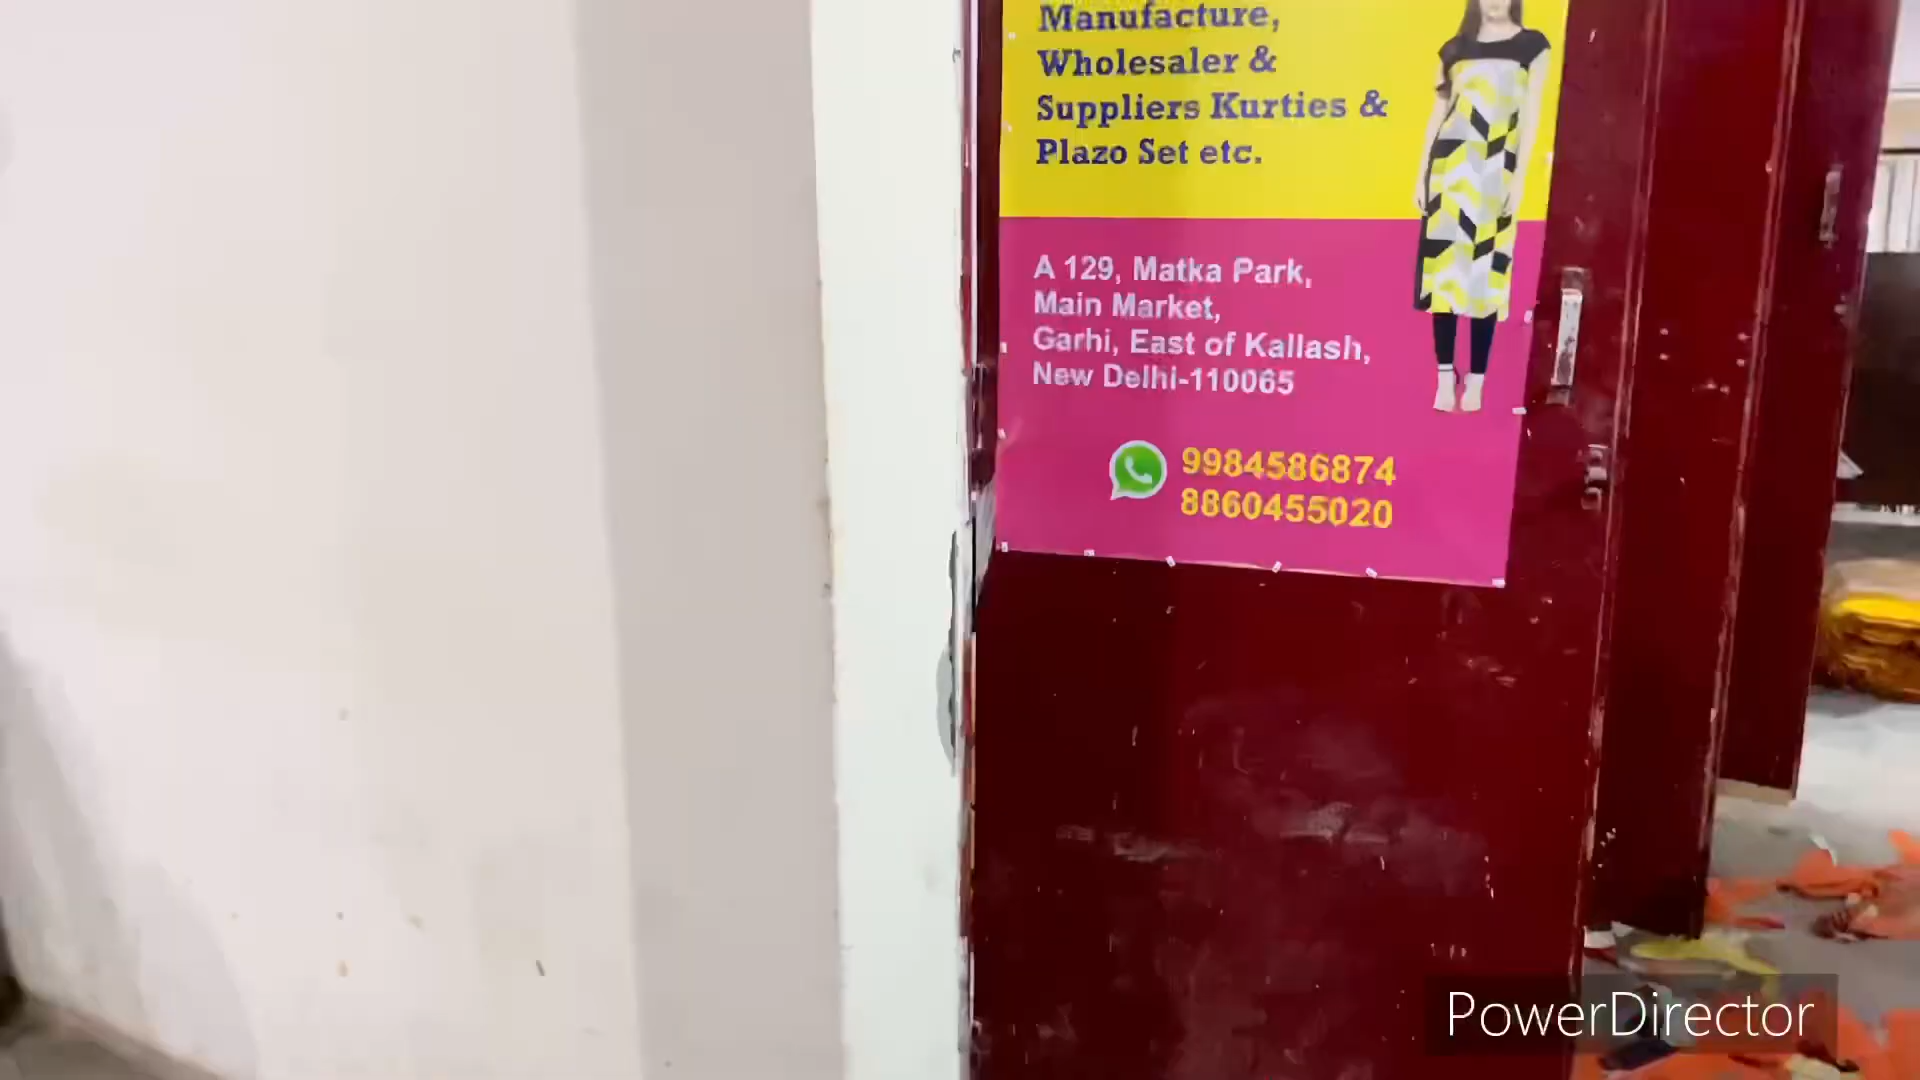 Manufacture,
Wholesaler &
Suppliers Kurties &
Plazo Set etc.
A 129, Matka Park,
Main Market,
Garhi, East of Kallash,
New Delhi-110065
9984586874
8860455020
PowerDirector